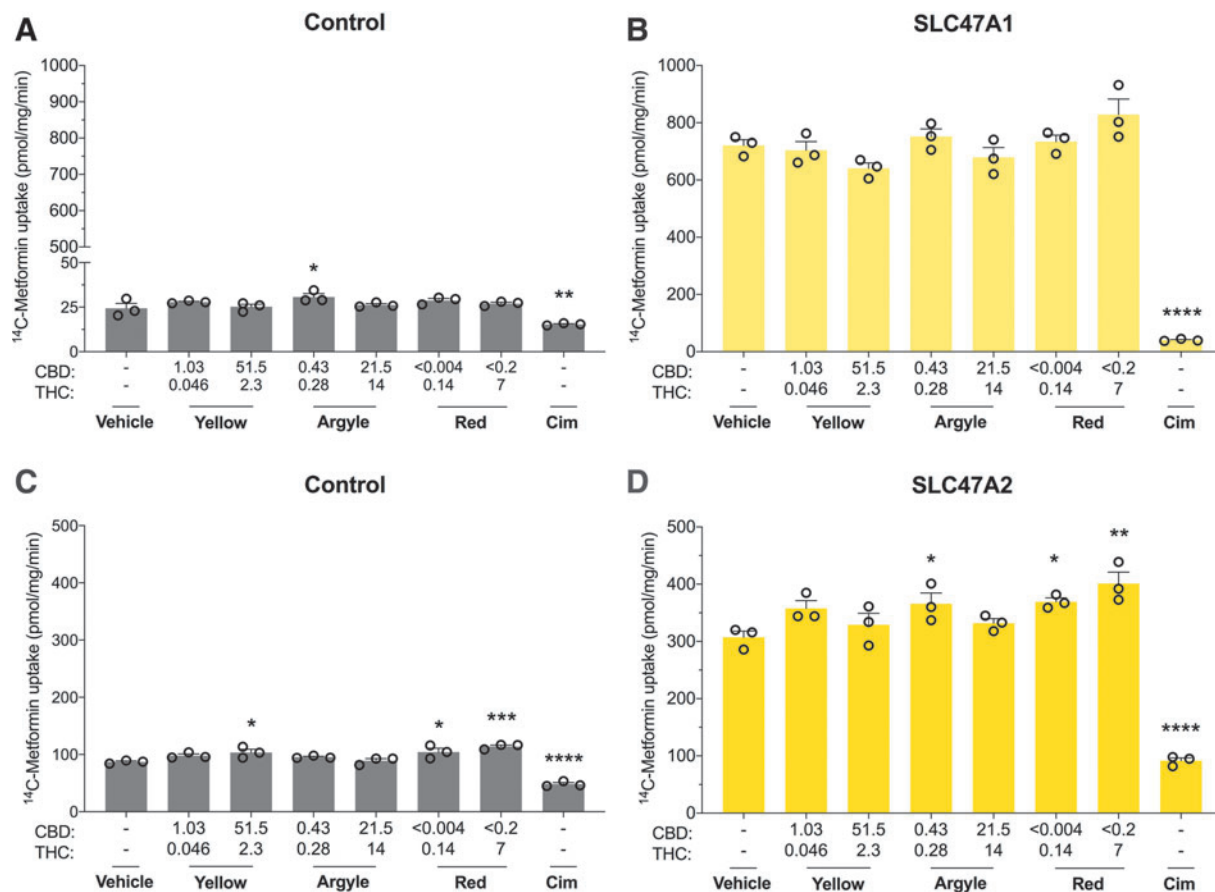 A
Control
¹⁴C-Metformin uptake (pmol/mg/min)
1000
900
800
700
600
500
50
25
0
*
**
CBD: - 1.03 51.5 0.43 21.5 <0.004 <0.2 -
THC: - 0.046 2.3 0.28 14 0.14 7 -
Vehicle Yellow Argyle Red Cim
B
SLC47A1
¹⁴C-Metformin uptake (pmol/mg/min)
1000
800
600
400
200
0
****
CBD: - 1.03 51.5 0.43 21.5 <0.004 <0.2 -
THC: - 0.046 2.3 0.28 14 0.14 7 -
Vehicle Yellow Argyle Red Cim
C
Control
¹⁴C-Metformin uptake (pmol/mg/min)
500
400
300
200
100
0
*
*
***
****
CBD: - 1.03 51.5 0.43 21.5 <0.004 <0.2 -
THC: - 0.046 2.3 0.28 14 0.14 7 -
Vehicle Yellow Argyle Red Cim
D
SLC47A2
¹⁴C-Metformin uptake (pmol/mg/min)
500
400
300
200
100
0
*
*
**
****
CBD: - 1.03 51.5 0.43 21.5 <0.004 <0.2 -
THC: - 0.046 2.3 0.28 14 0.14 7 -
Vehicle Yellow Argyle Red Cim